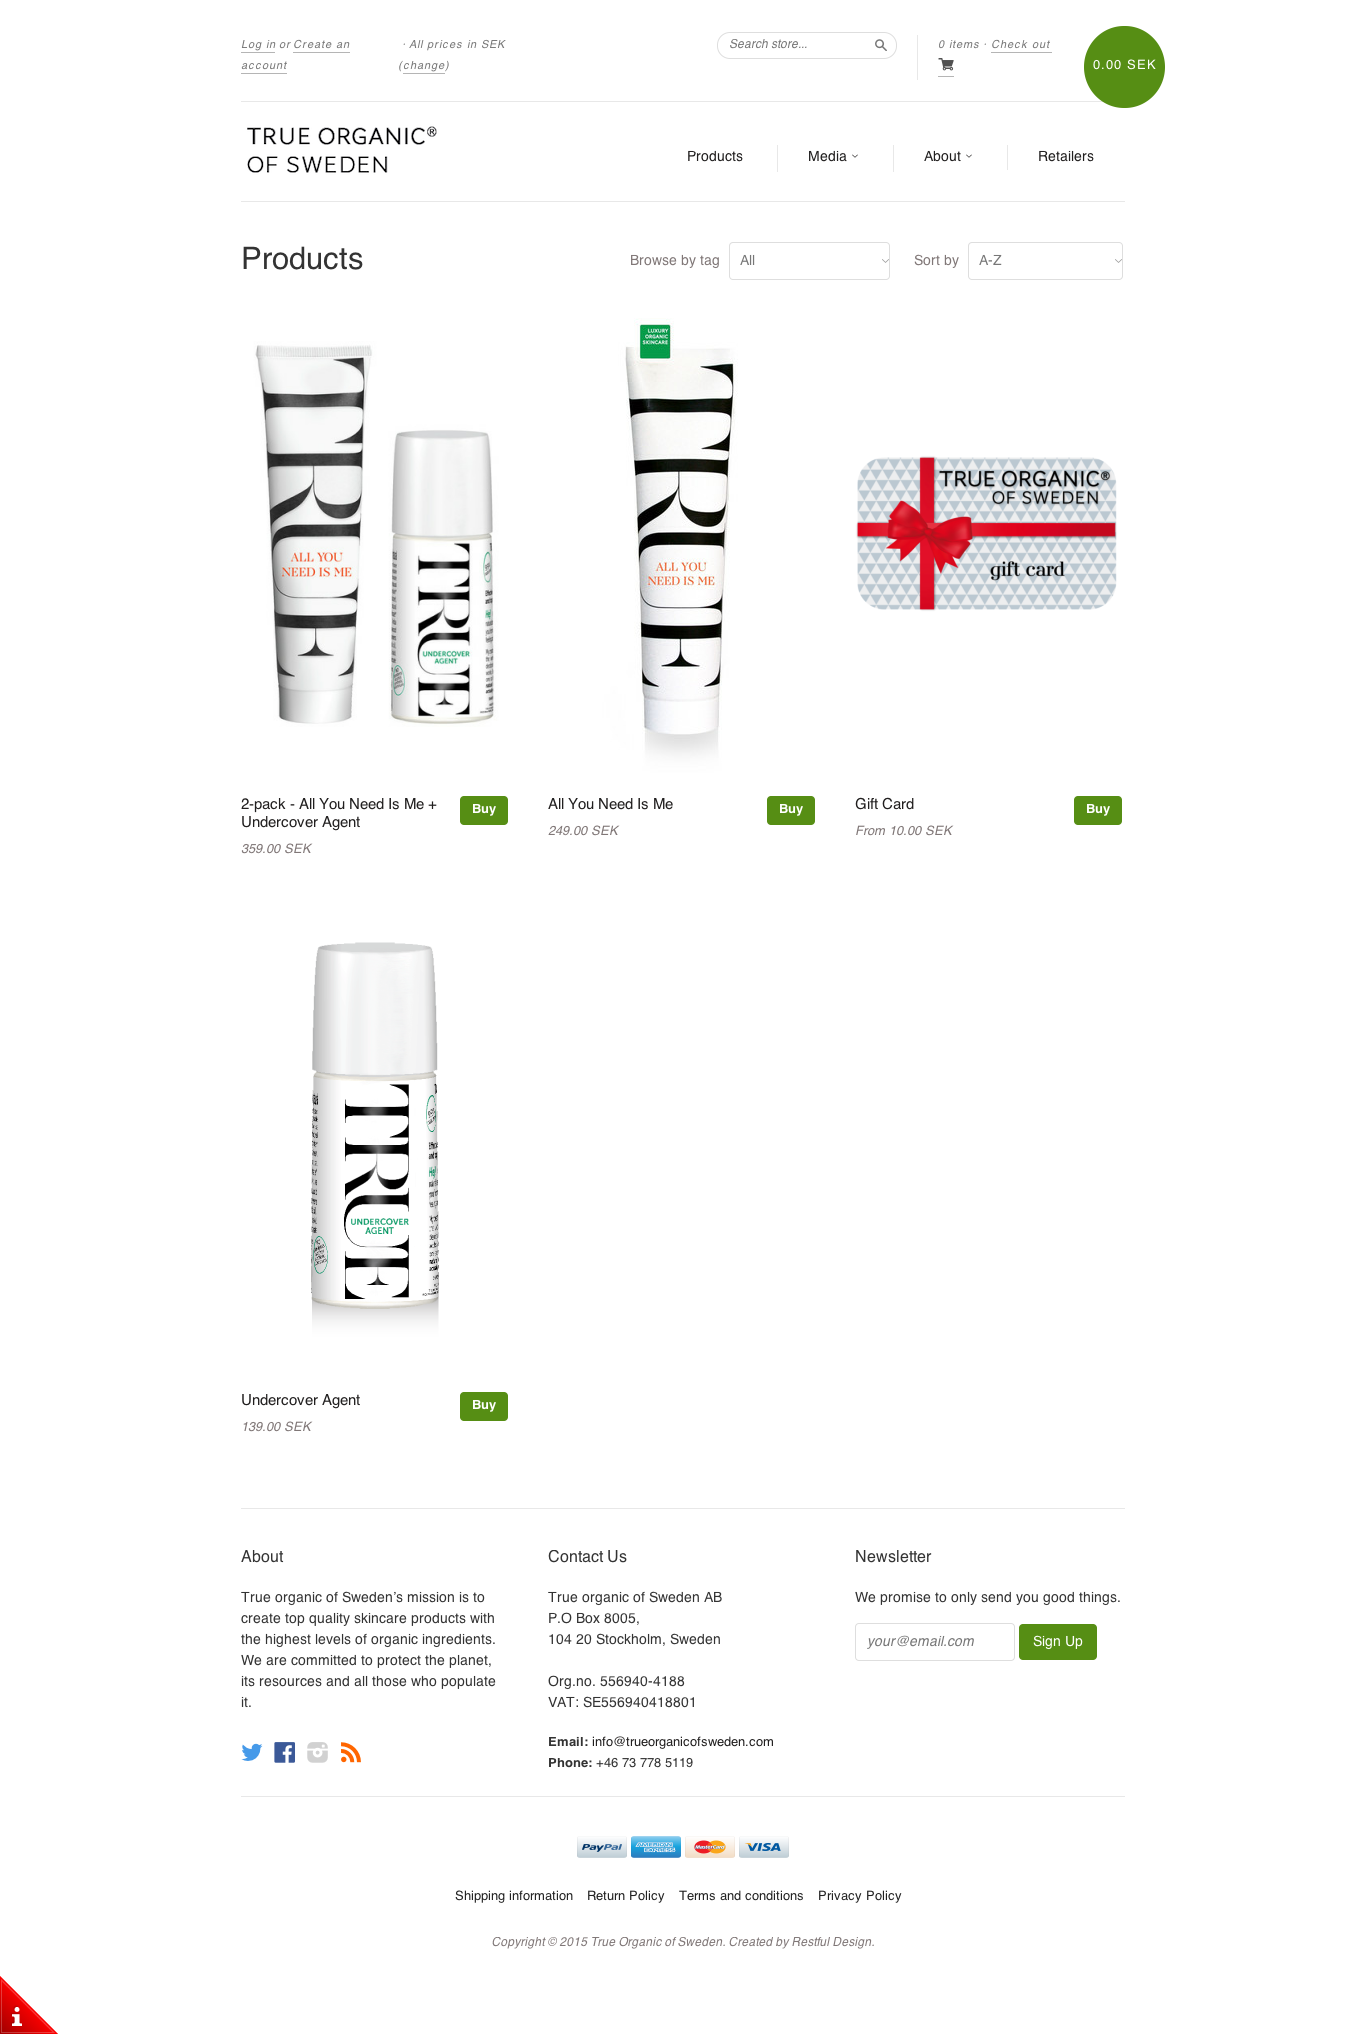 Log in or Create an account
· All prices in SEK (change)
Search store...
0 items · Check out
0.00 SEK
TRUE ORGANIC®
OF SWEDEN
Products
Media
About
Retailers
Products
Browse by tag
All
Sort by
A-Z
TRUE
ALL YOU
NEED IS ME
TRUE
UNDERCOVER
AGENT
LUXURY
ORGANIC
SKINCARE
TRUE
ALL YOU
NEED IS ME
TRUE ORGANIC®
OF SWEDEN
gift card
2-pack - All You Need Is Me +
Undercover Agent
Buy
359.00 SEK
All You Need Is Me
Buy
249.00 SEK
Gift Card
Buy
From 10.00 SEK
TRUE
UNDERCOVER
AGENT
Undercover Agent
Buy
139.00 SEK
About
True organic of Sweden’s mission is to
create top quality skincare products with
the highest levels of organic ingredients.
We are committed to protect the planet,
its resources and all those who populate
it.
Contact Us
True organic of Sweden AB
P.O Box 8005,
104 20 Stockholm, Sweden
Org.no. 556940-4188
VAT: SE556940418801
Email: info@trueorganicofsweden.com
Phone: +46 73 778 5119
Newsletter
We promise to only send you good things.
your@email.com
Sign Up
PayPal
AMERICAN EXPRESS
MasterCard
VISA
Shipping information
Return Policy
Terms and conditions
Privacy Policy
Copyright © 2015 True Organic of Sweden. Created by Restful Design.
i